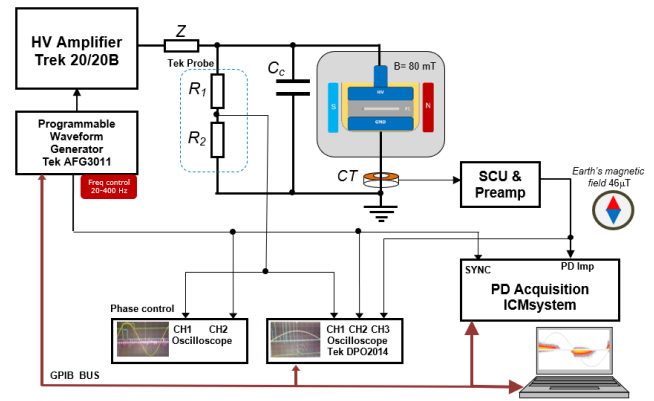 HV Amplifier
Trek 20/20B
Z
Tek Probe
R1
R2
Cc
B= 80 mT
S
HV
GND
N
Programmable
Waveform
Generator
Tek AFG3011
Freq control
20-400 Hz
CT
SCU &
Preamp
Earth's magnetic
field 46µT
SYNC
PD Imp
PD Acquisition
ICMsystem
Phase control
CH1 CH2
Oscilloscope
CH1 CH2 CH3
Oscilloscope
Tek DPO2014
GPIB BUS